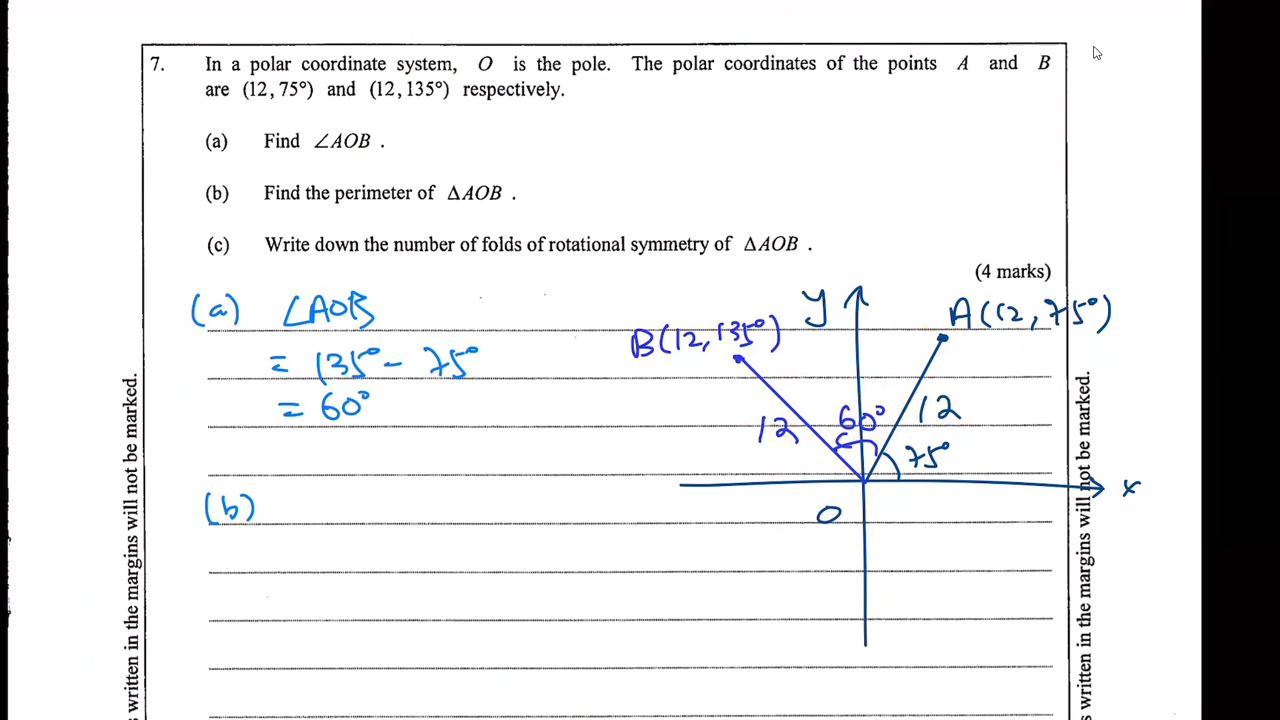 7. In a polar coordinate system, O is the pole. The polar coordinates of the points A and B
are (12, 75°) and (12, 135°) respectively.
(a) Find ∠AOB .
(b) Find the perimeter of ΔAOB .
(c) Write down the number of folds of rotational symmetry of ΔAOB .
(4 marks)
(a) ∠AOB
= 135° - 75°
= 60°
(b)
y
A(12, 75°)
B(12, 135°)
12
60°
12
75°
x
O
s written in the margins will not be marked.
s written in the margins will not be marked.